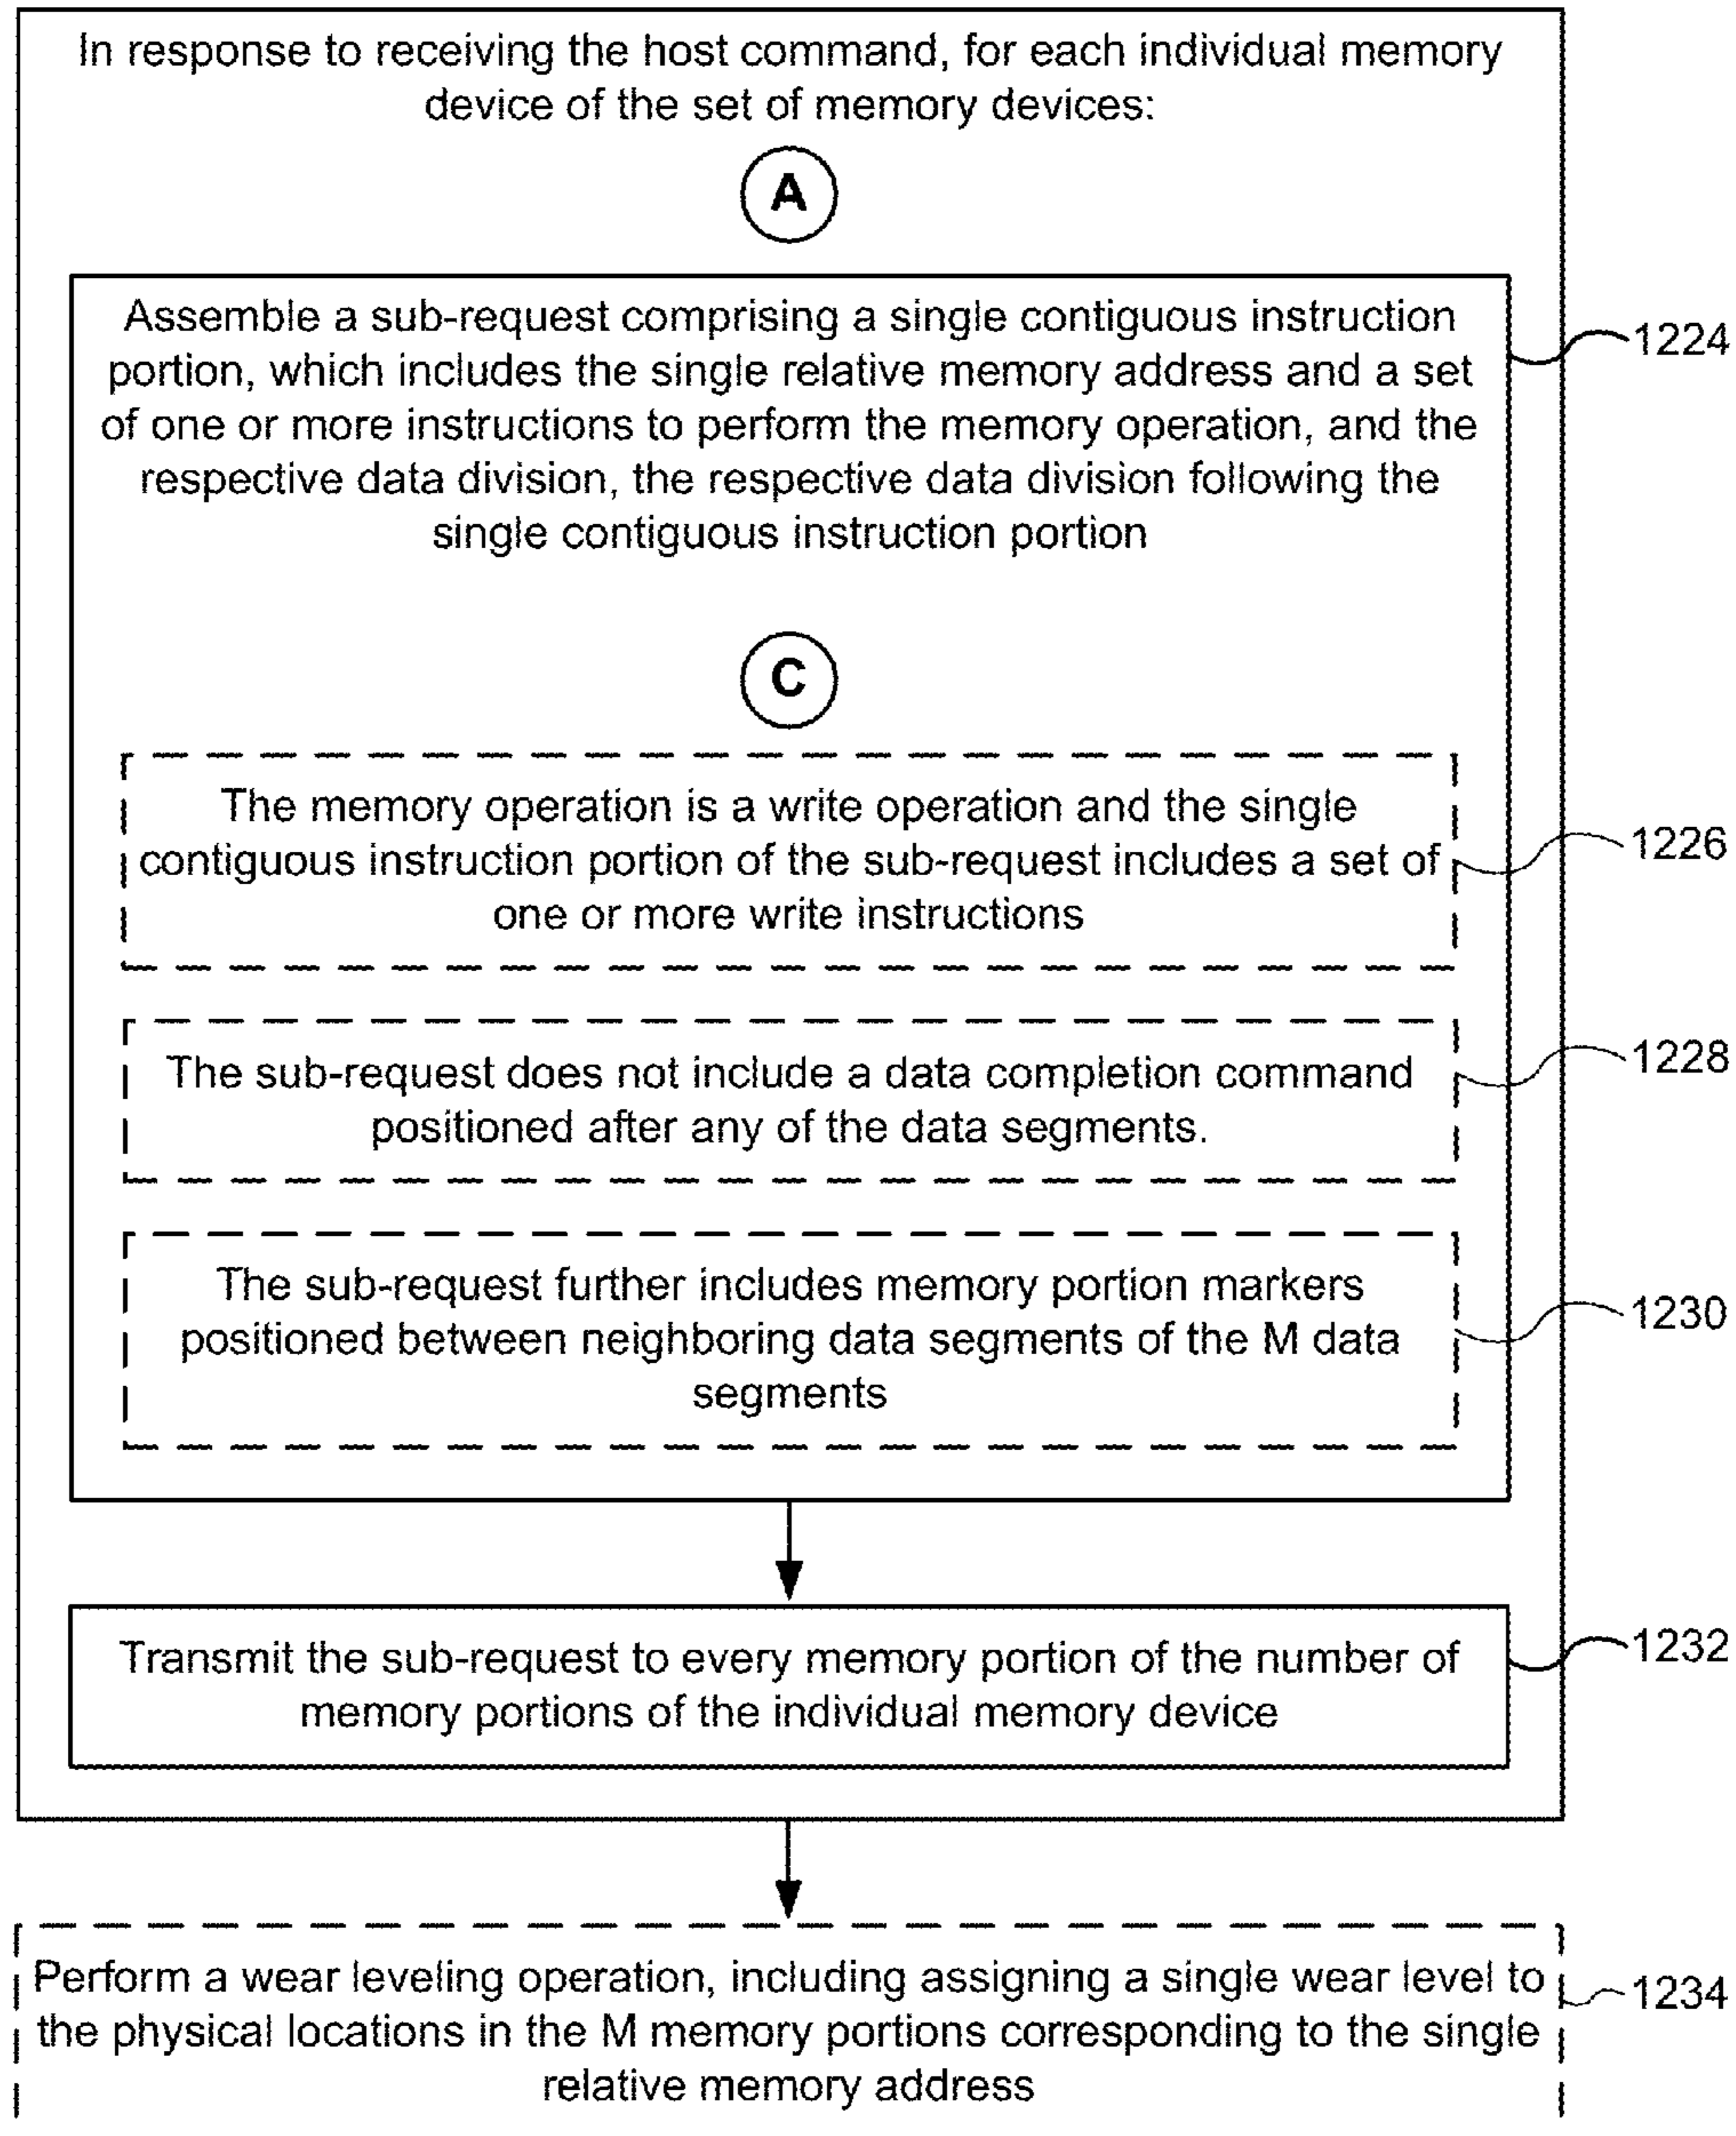 In response to receiving the host command, for each individual memory
device of the set of memory devices:
A
Assemble a sub-request comprising a single contiguous instruction
portion, which includes the single relative memory address and a set
of one or more instructions to perform the memory operation, and the
respective data division, the respective data division following the
single contiguous instruction portion
1224
C
The memory operation is a write operation and the single
contiguous instruction portion of the sub-request includes a set of
one or more write instructions
1226
The sub-request does not include a data completion command
positioned after any of the data segments.
1228
The sub-request further includes memory portion markers
positioned between neighboring data segments of the M data
segments
1230
Transmit the sub-request to every memory portion of the number of
memory portions of the individual memory device
1232
Perform a wear leveling operation, including assigning a single wear level to
the physical locations in the M memory portions corresponding to the single
relative memory address
1234